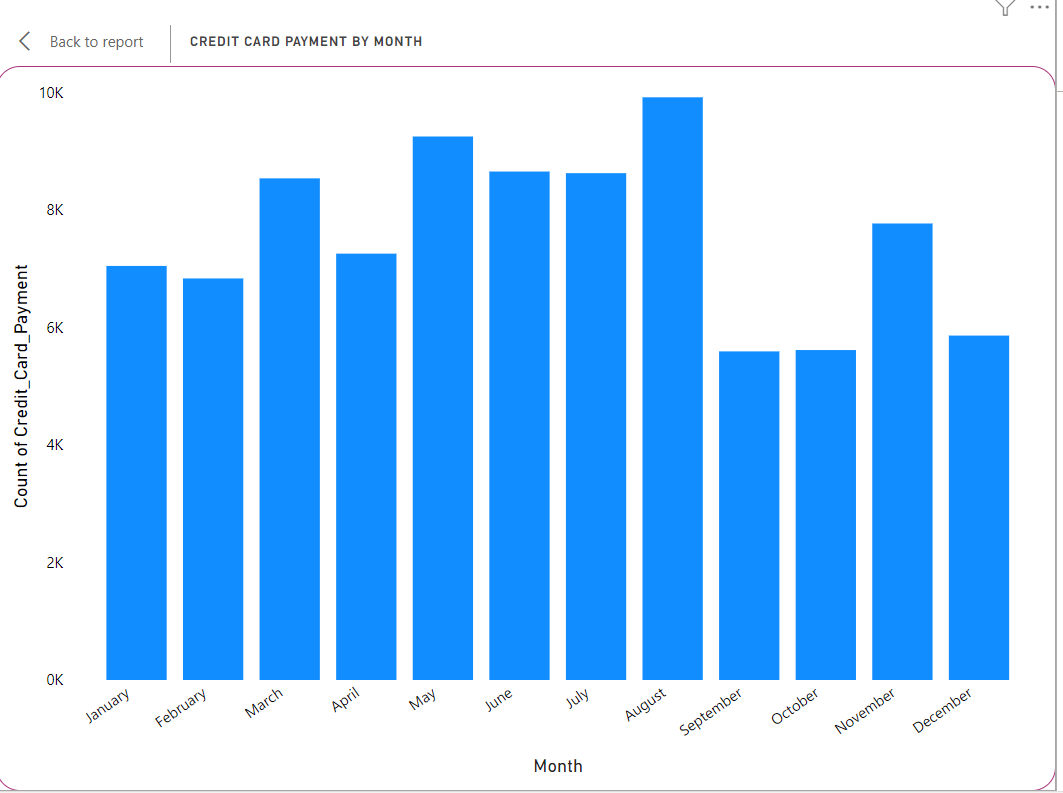 Back to report
CREDIT CARD PAYMENT BY MONTH
10K
8K
6K
4K
2K
0K
Count of Credit_Card_Payment
January
February
March
April
May
June
July
August
September
October
November
December
Month